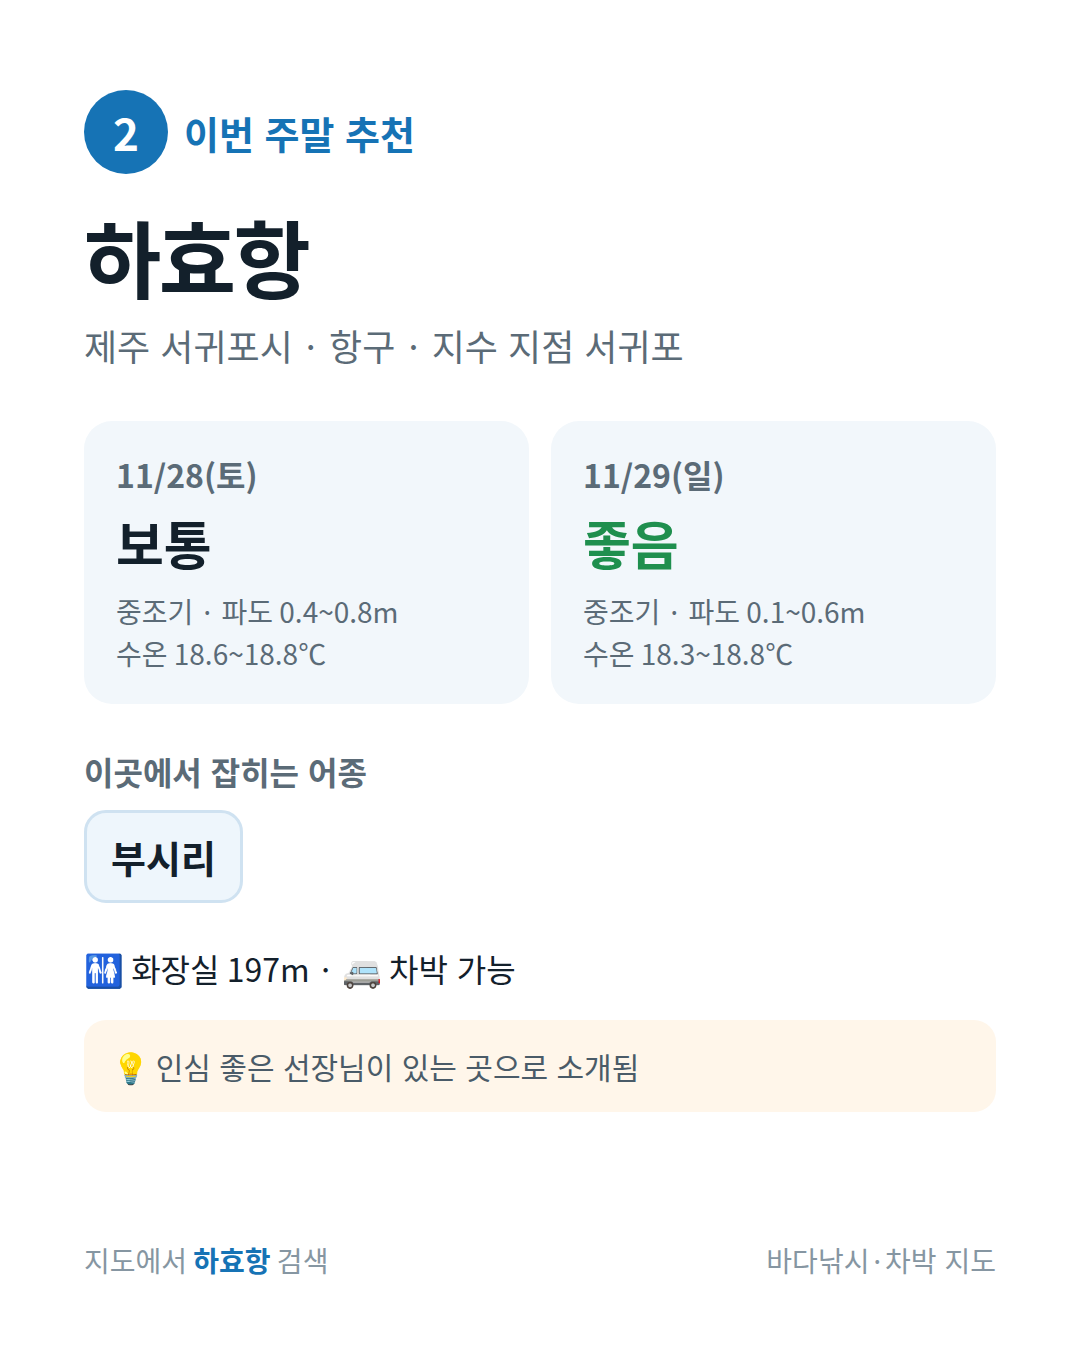 2 이번 주말 추천
하효항
제주 서귀포시 · 항구 · 지수 지점 서귀포
11/28(토)
보통
중조기 · 파도 0.4~0.8m
수온 18.6~18.8℃
11/29(일)
좋음
중조기 · 파도 0.1~0.6m
수온 18.3~18.8℃
이곳에서 잡히는 어종
부시리
🚻 화장실 197m · 🚐 차박 가능
💡 인심 좋은 선장님이 있는 곳으로 소개됨
지도에서 하효항 검색
바다낚시·차박 지도